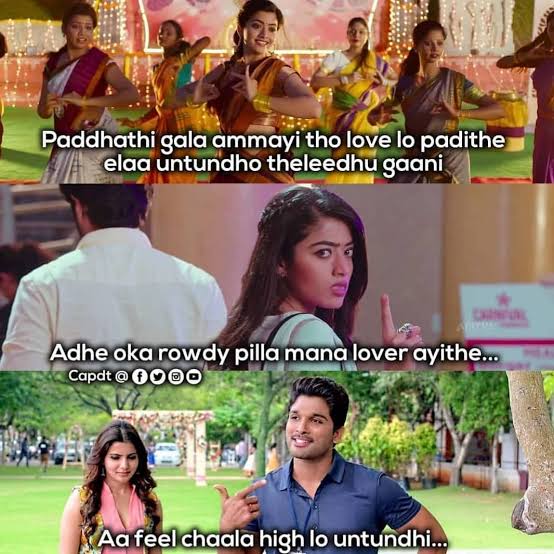 Paddhathi gala ammayi tho love lo padithe
elaa untundho theleedhu gaani
CARNIVAL
Adhe oka rowdy pilla mana lover ayithe...
Capdt @
Aa feel chaala high lo untundhi...